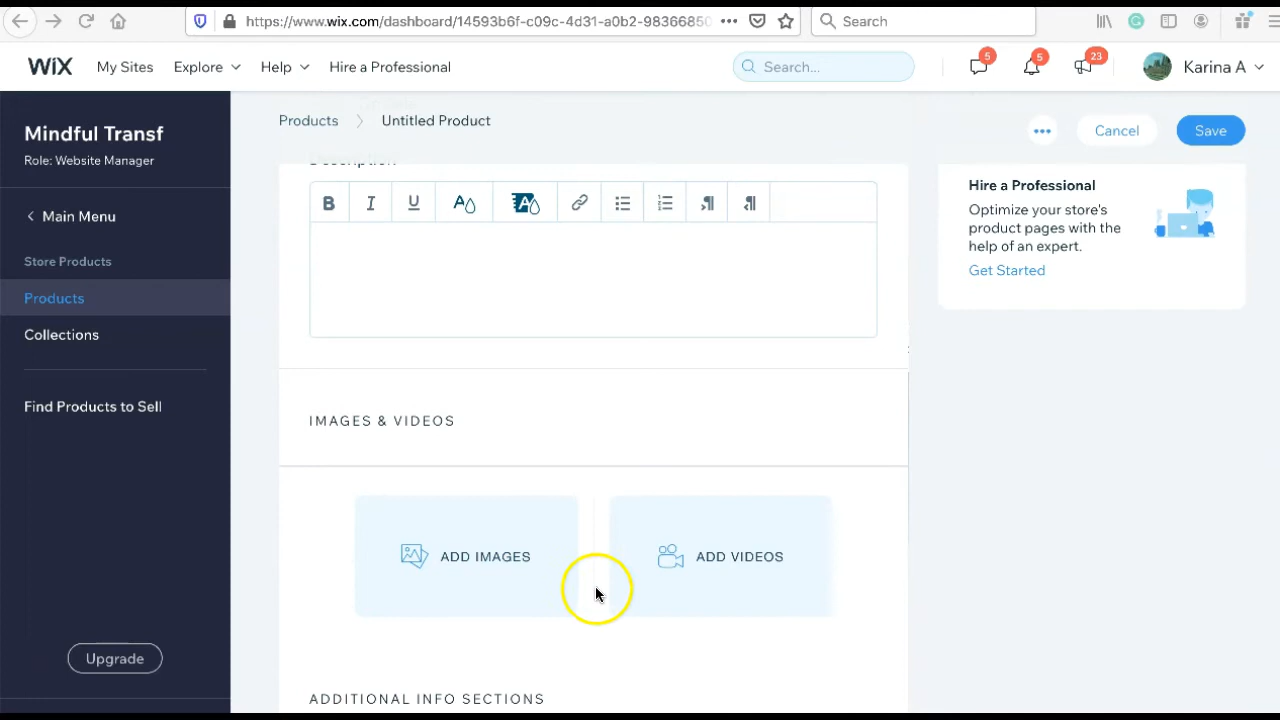 https://www.wix.com/dashboard/14593b6f-c09c-4d31-a0b2-98366850
Search
WiX
My Sites
Explore
Help
Hire a Professional
Search...
5
5
23
Karina A
Mindful Transf
Role: Website Manager
Main Menu
Store Products
Products
Collections
Find Products to Sell
Upgrade
Products
Untitled Product
Cancel
Save
Description
B I U A A
IMAGES & VIDEOS
ADD IMAGES
ADD VIDEOS
ADDITIONAL INFO SECTIONS
Hire a Professional
Optimize your store's
product pages with the
help of an expert.
Get Started